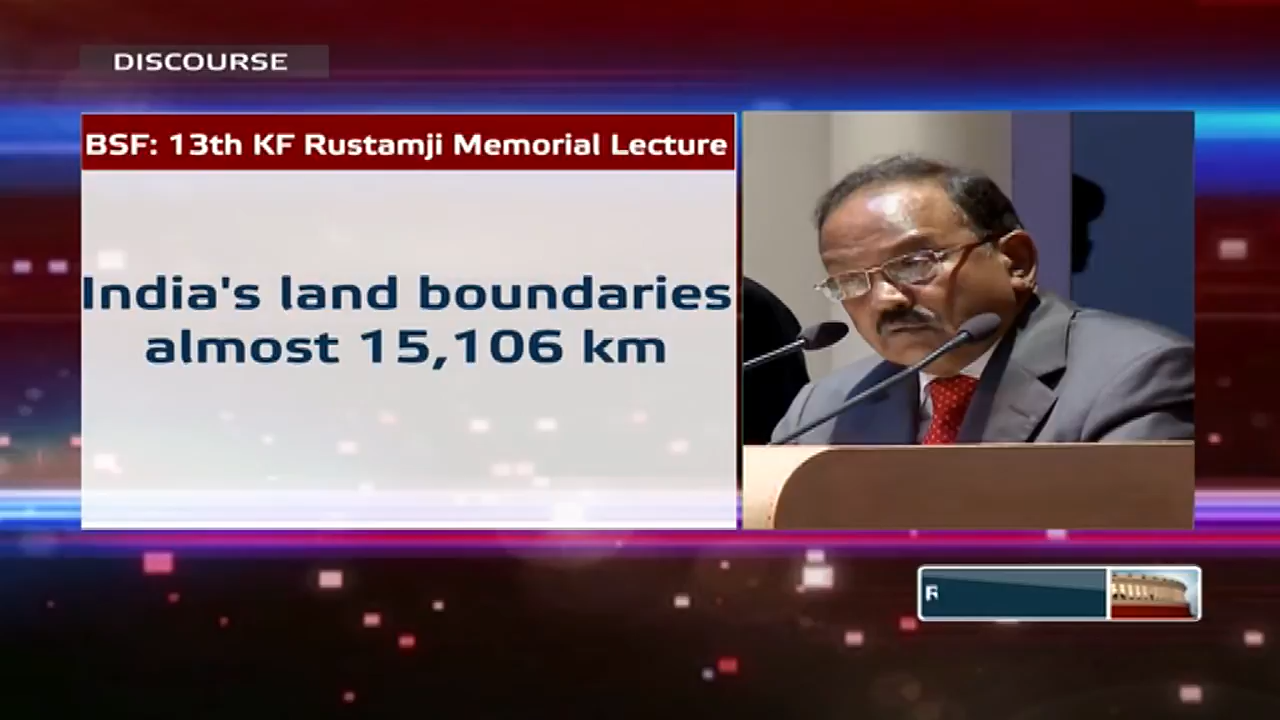 DISCOURSE
BSF: 13th KF Rustamji Memorial Lecture
India's land boundaries
almost 15,106 km
R